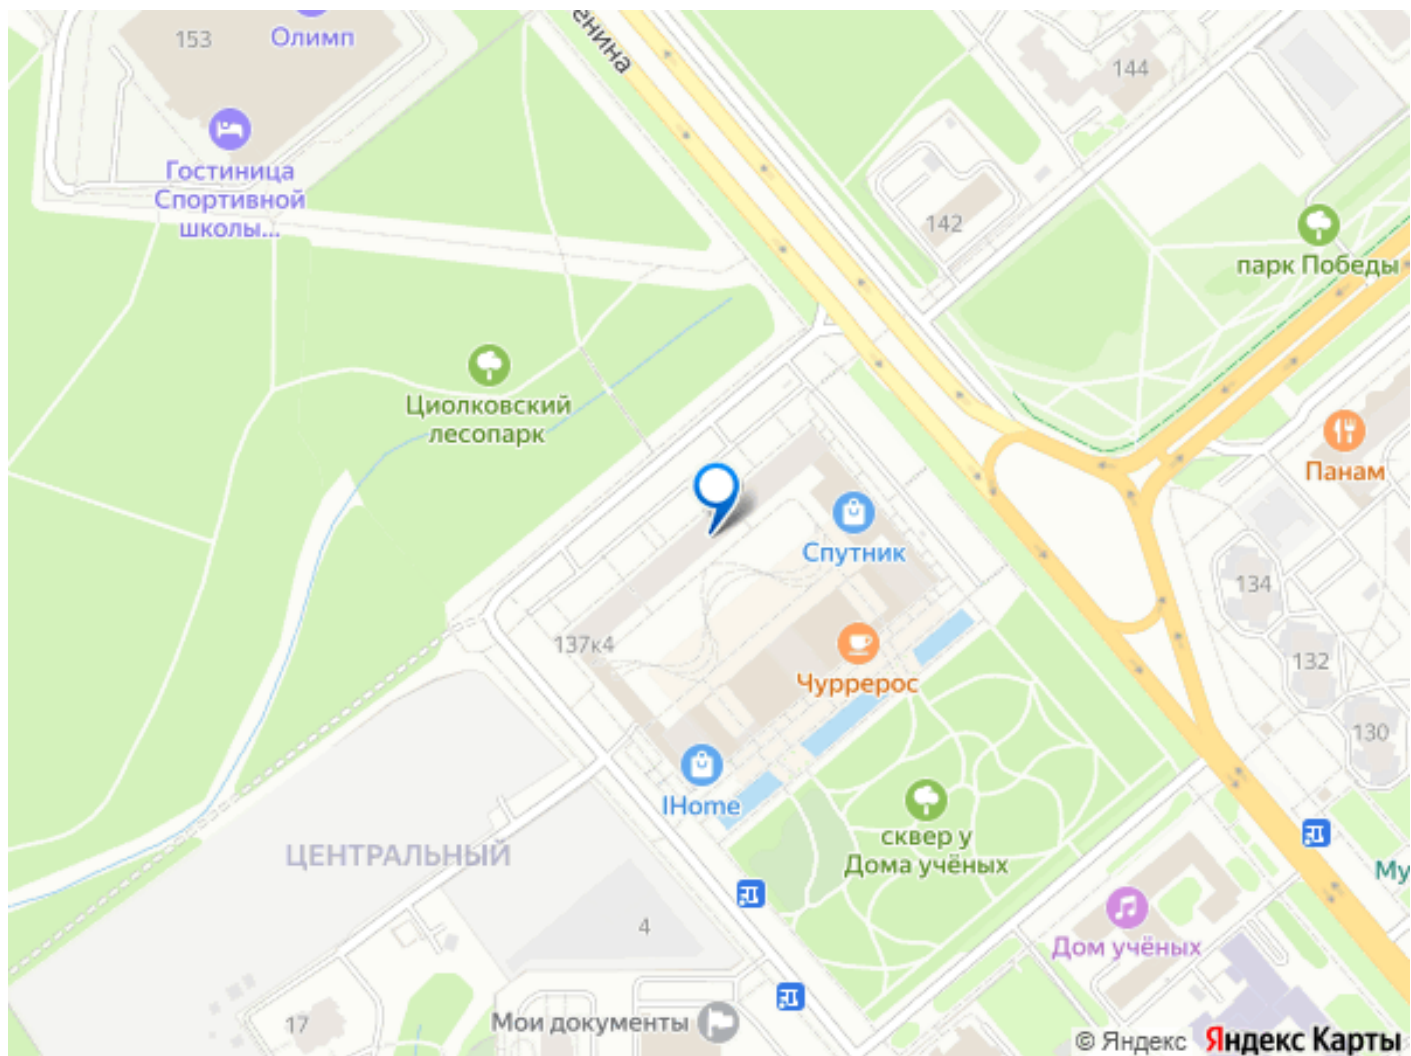 153
Олимп
енина
144
Гостиница
Спортивной
школы...
142
парк Победы
Циолковский
лесопарк
Панам
Спутник
134
137к4
132
Чуррерос
130
IHome
сквер у
Дома учёных
ЦЕНТРАЛЬНЫЙ
Му
4
Дом учёных
17
Мои документы
© Яндекс Яндекс Карты